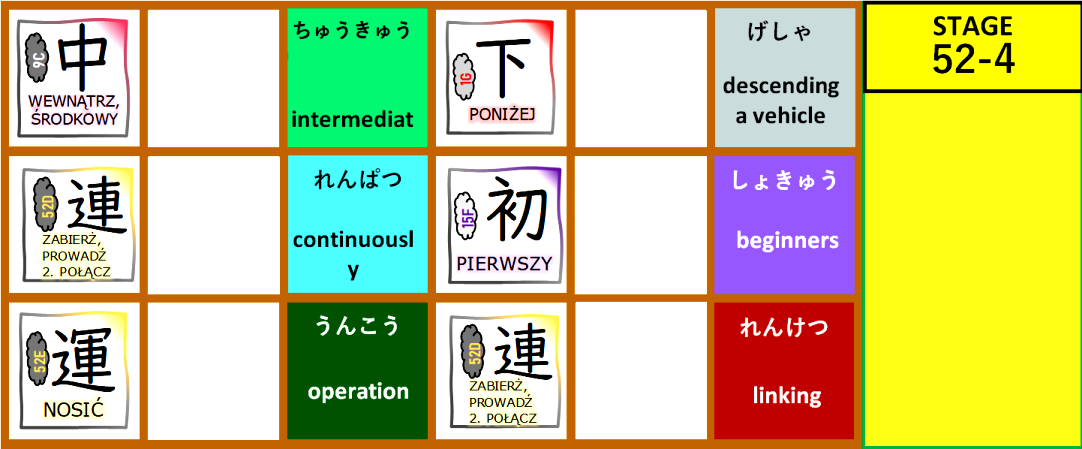 中
9C
WEWNĄTRZ,
ŚRODKOWY
ちゅうきゅう
intermediat
下
1G
PONIŻEJ
げしゃ
descending
a vehicle
STAGE
52-4
連
52D
ZABIERŻ,
PROWADŹ
2. POŁĄCZ
れんぱつ
continuousl
y
初
15F
PIERWSZY
しょきゅう
beginners
運
52E
NOSIĆ
うんこう
operation
連
52D
ZABIERŻ,
PROWADŹ
2. POŁĄCZ
れんけつ
linking